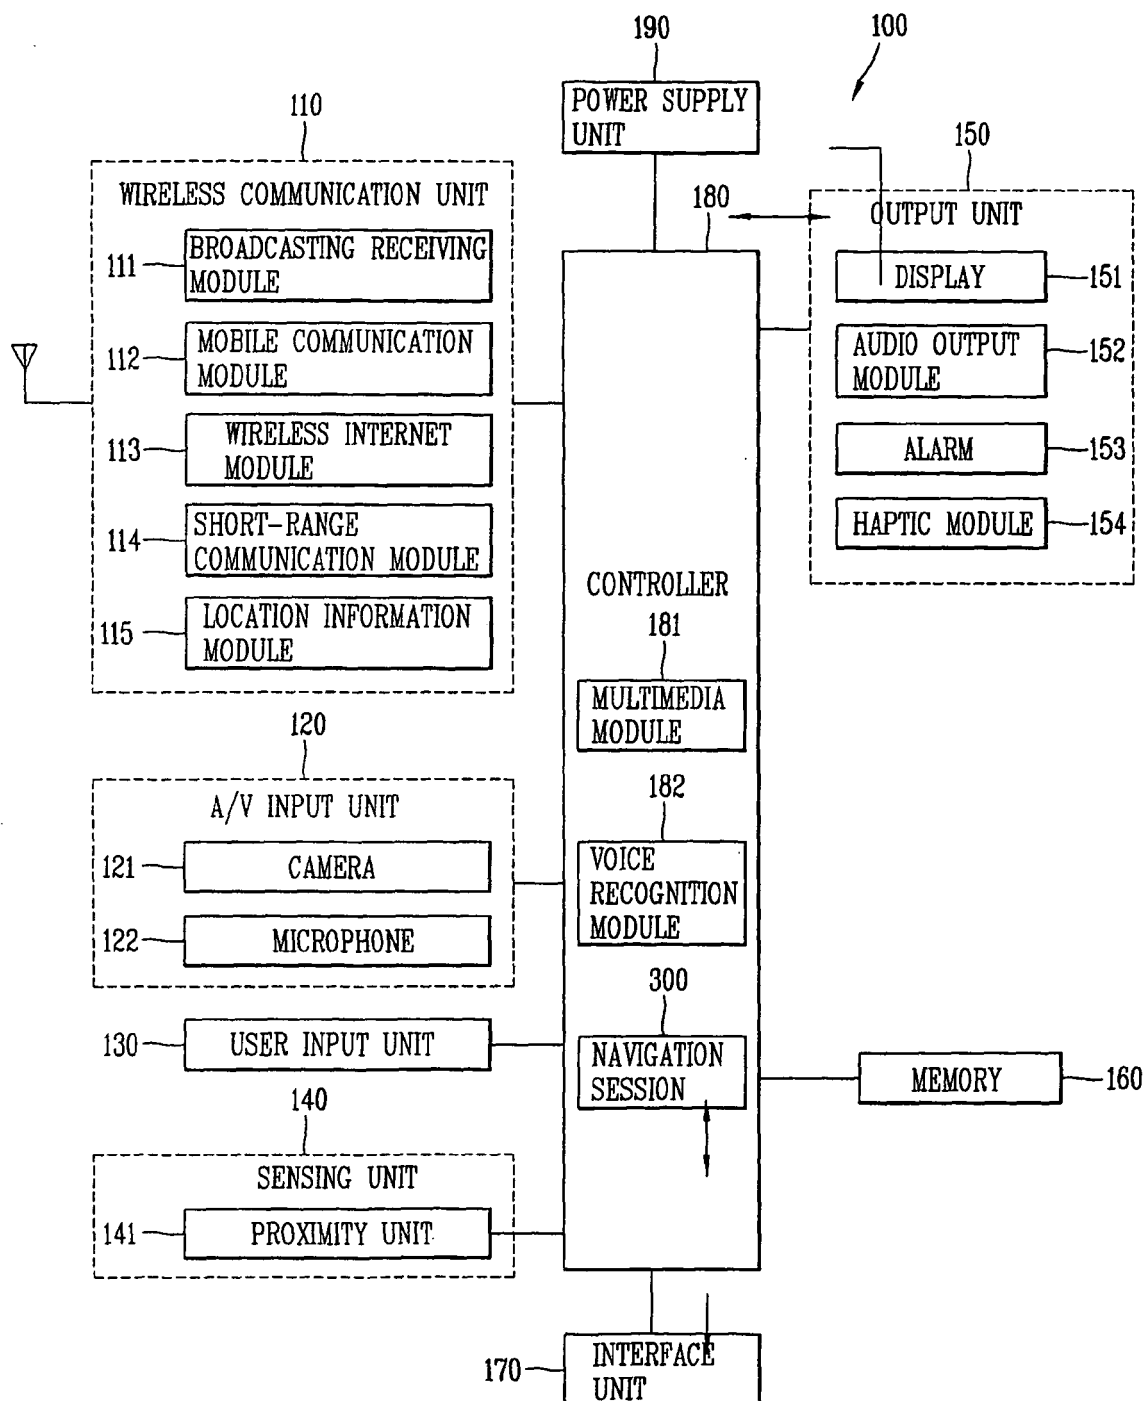 190
100
POWER SUPPLY
UNIT
110
WIRELESS COMMUNICATION UNIT
111
BROADCASTING RECEIVING
MODULE
112
MOBILE COMMUNICATION
MODULE
113
WIRELESS INTERNET
MODULE
114
SHORT-RANGE
COMMUNICATION MODULE
115
LOCATION INFORMATION
MODULE
120
A/V INPUT UNIT
121
CAMERA
122
MICROPHONE
130
USER INPUT UNIT
140
SENSING UNIT
141
PROXIMITY UNIT
180
CONTROLLER
181
MULTIMEDIA
MODULE
182
VOICE
RECOGNITION
MODULE
300
NAVIGATION
SESSION
150
OUTPUT UNIT
DISPLAY
151
AUDIO OUTPUT
MODULE
152
ALARM
153
HAPTIC MODULE
154
MEMORY
160
170
INTERFACE
UNIT